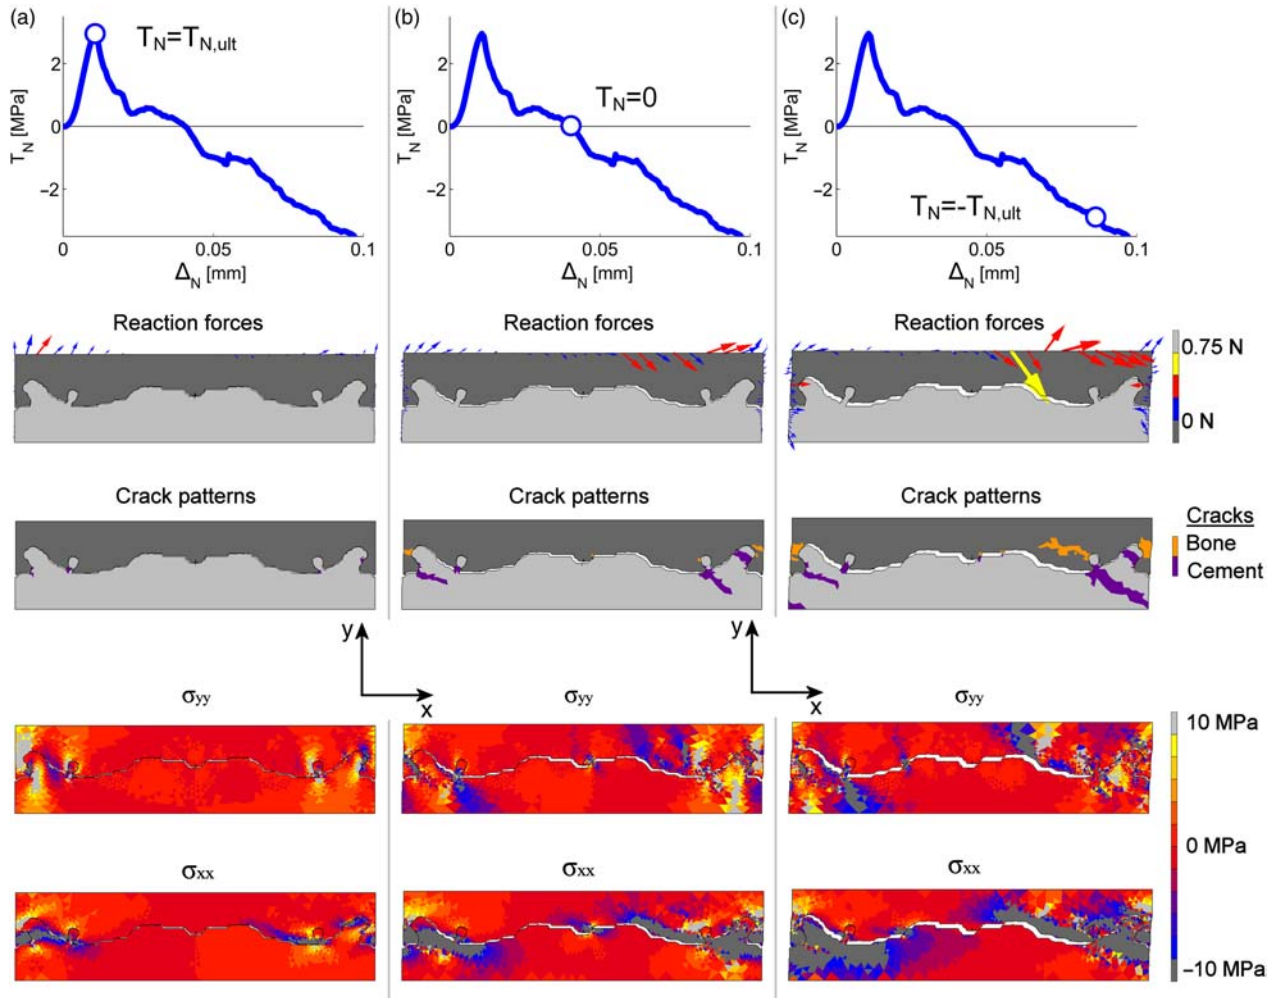 (a)
T_N=T_N,ult
T_N [MPa]
2
0
−2
0
0.05
0.1
Δ_N [mm]
(b)
T_N=0
T_N [MPa]
2
0
−2
0
0.05
0.1
Δ_N [mm]
(c)
T_N=-T_N,ult
T_N [MPa]
2
0
−2
0
0.05
0.1
Δ_N [mm]
Reaction forces
Reaction forces
Reaction forces
0.75 N
0 N
Crack patterns
Crack patterns
Crack patterns
Cracks
Bone
Cement
y
x
y
x
σyy
σyy
σyy
10 MPa
0 MPa
−10 MPa
σxx
σxx
σxx